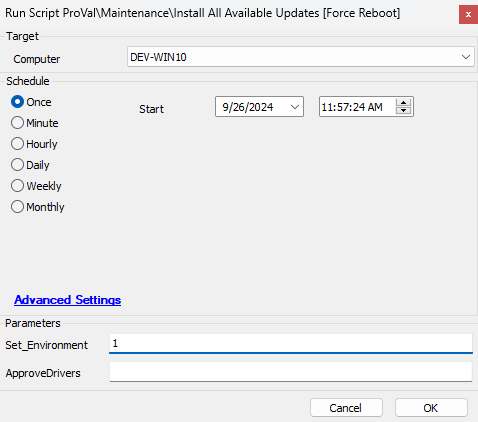 Run Script ProVal\Maintenance\Install All Available Updates [Force Reboot]
x
Target
Computer
DEV-WIN10
Schedule
Once
Start
9/26/2024
11:57:24 AM
Minute
Hourly
Daily
Weekly
Monthly
Advanced Settings
Parameters
Set_Environment
1
ApproveDrivers
Cancel
OK